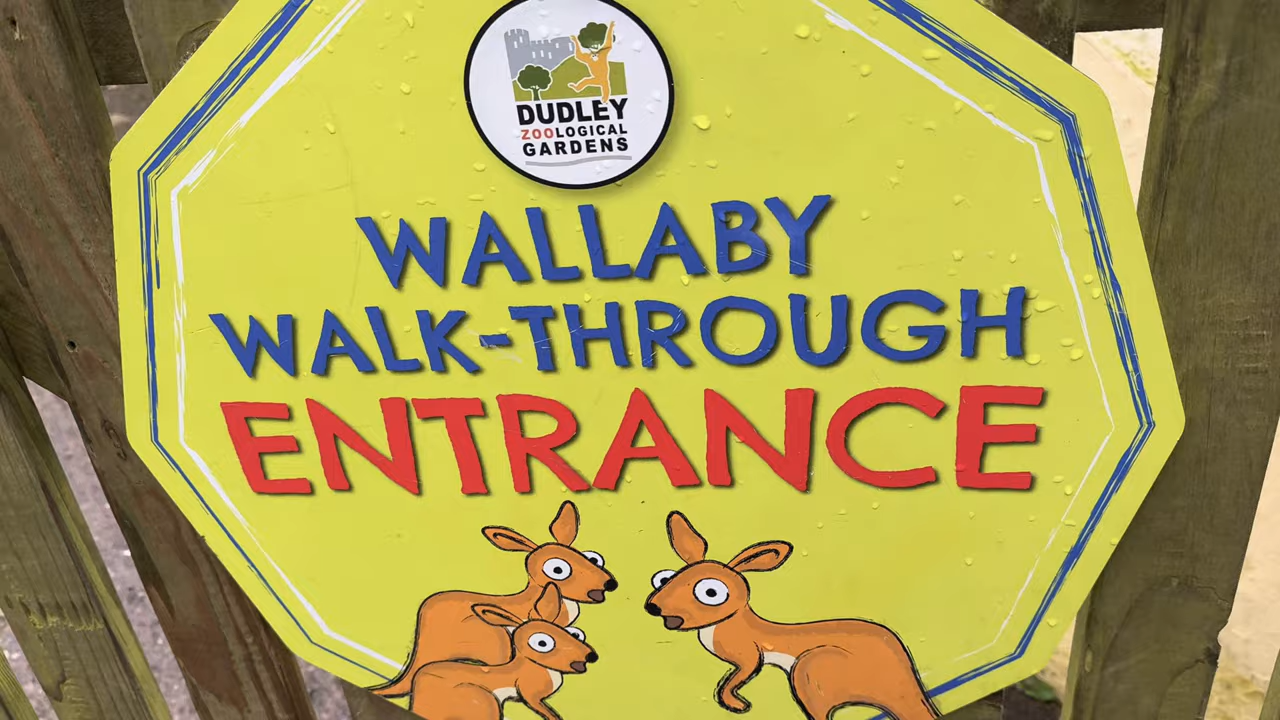 DUDLEY
ZOOLOGICAL
GARDENS
WALLABY
WALK-THROUGH
ENTRANCE